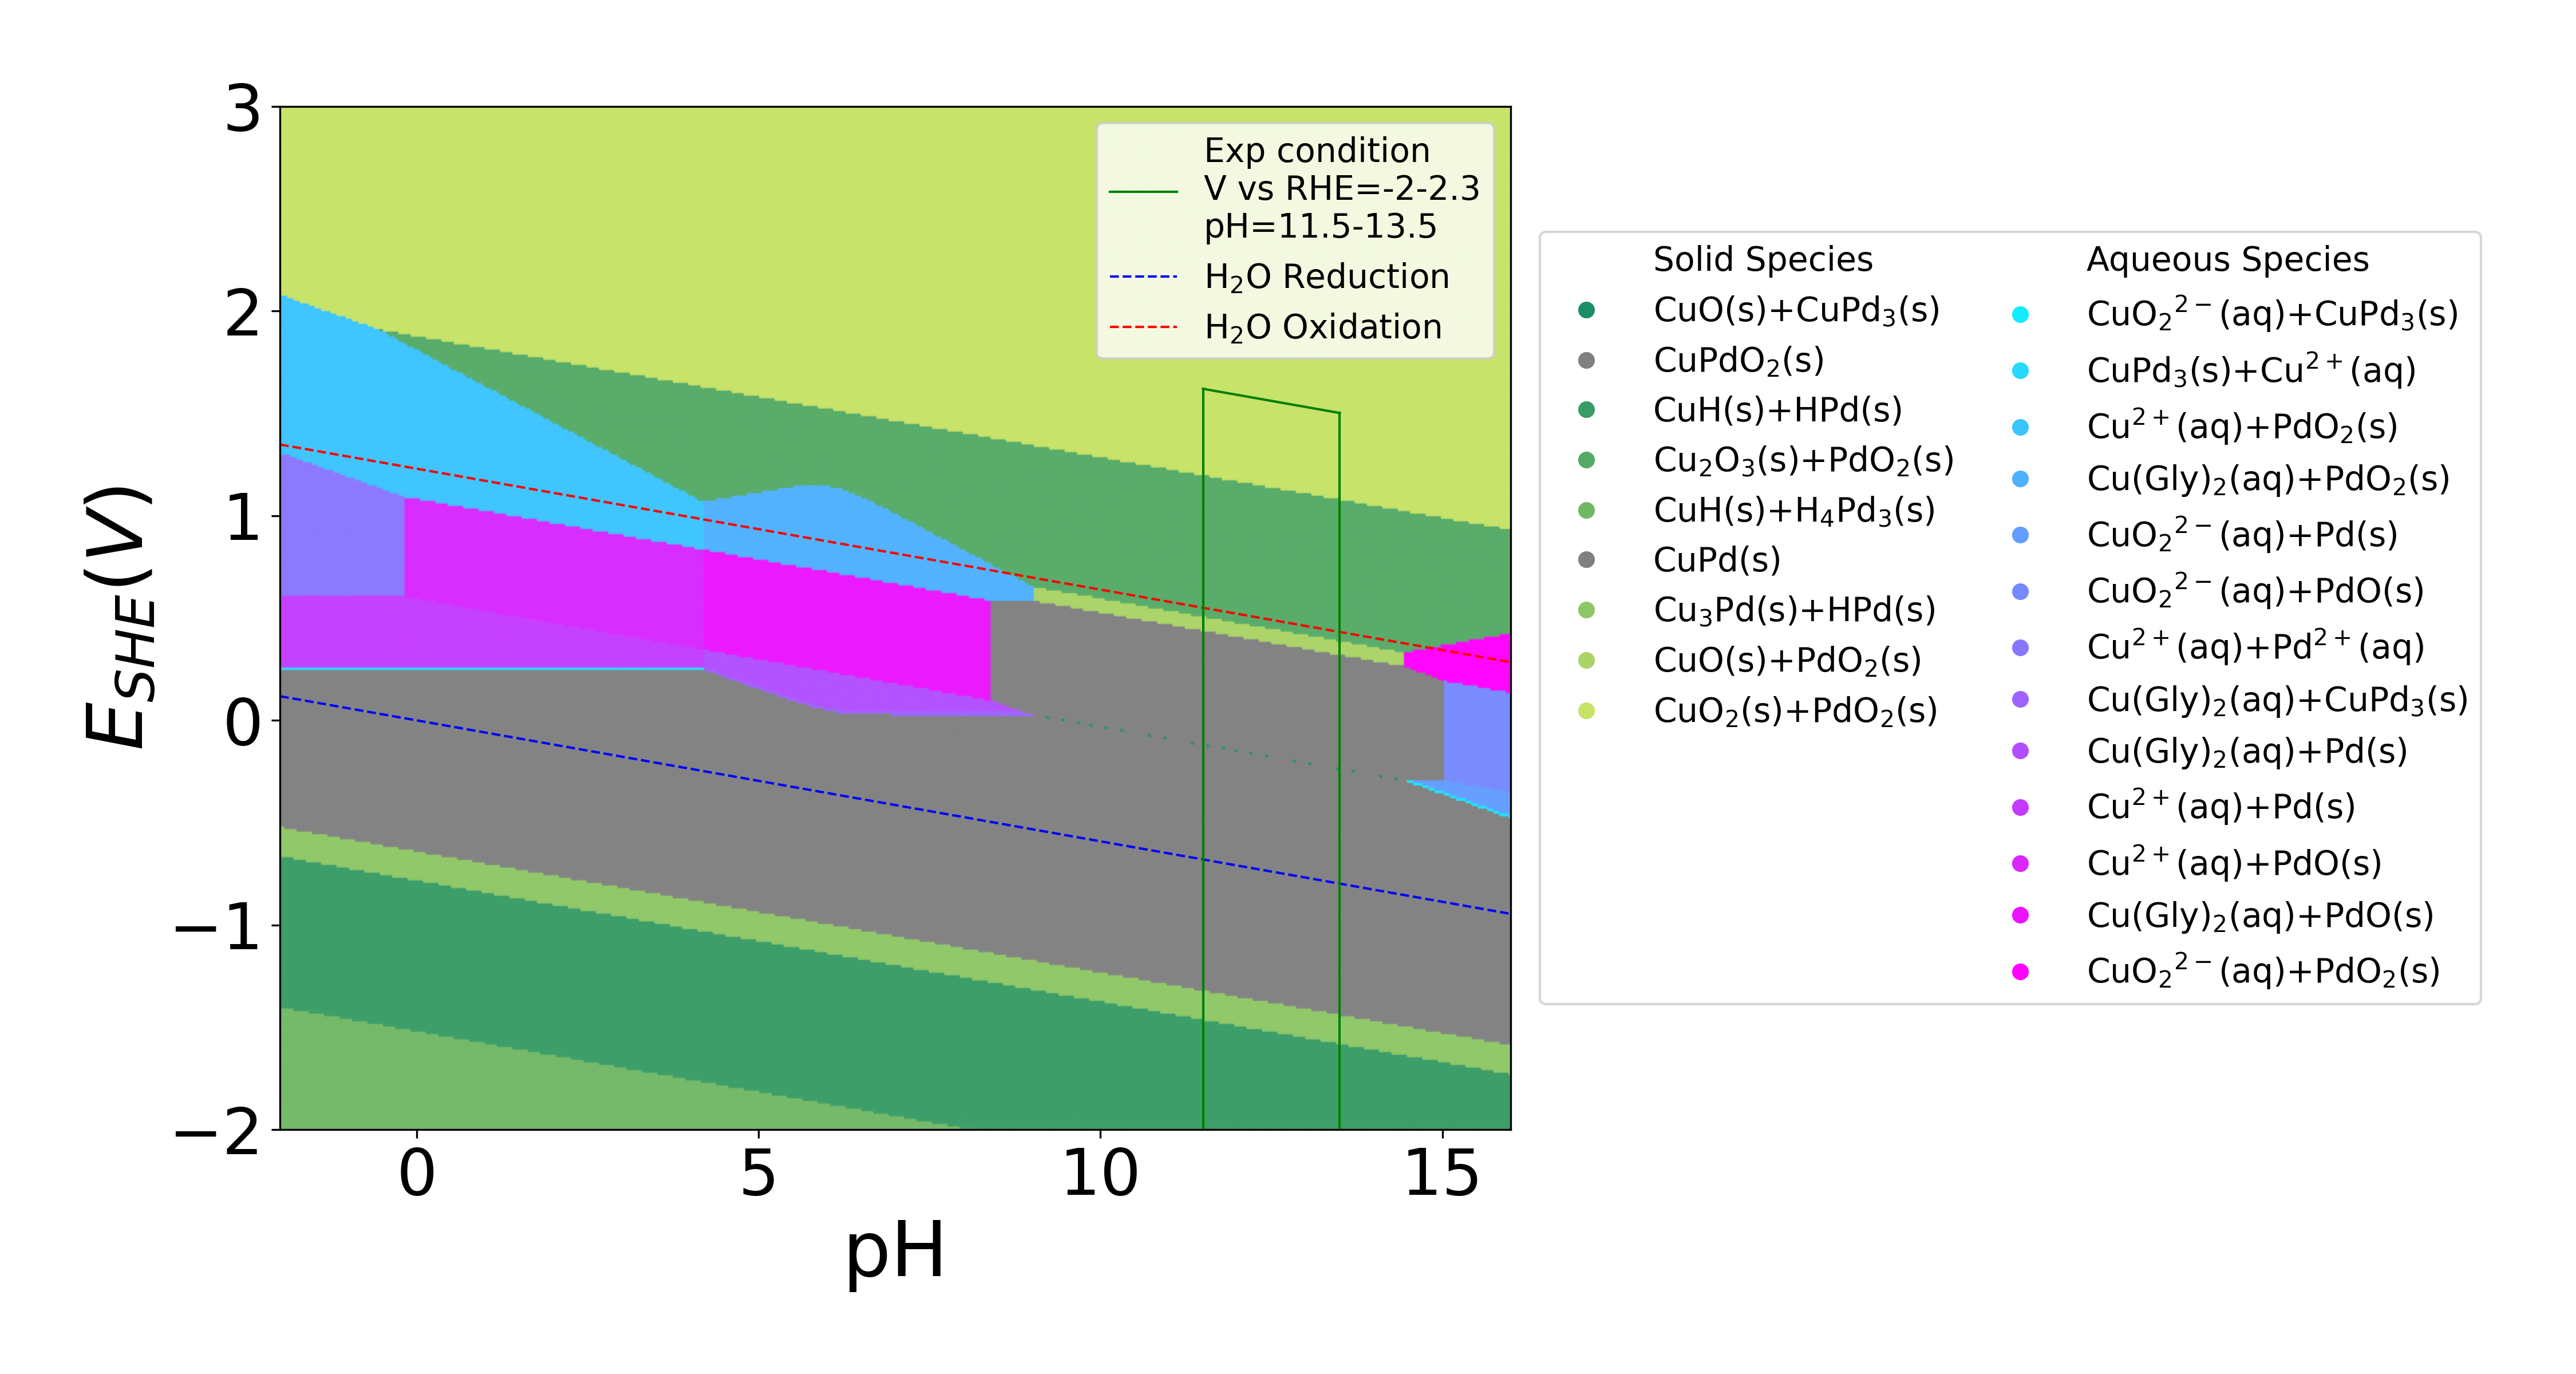 3
2
1
0
−1
−2
E_SHE(V)
0
5
10
15
pH
Exp condition
V vs RHE=-2-2.3
pH=11.5-13.5
H₂O Reduction
H₂O Oxidation
Solid Species
CuO(s)+CuPd₃(s)
CuPdO₂(s)
CuH(s)+HPd(s)
Cu₂O₃(s)+PdO₂(s)
CuH(s)+H₄Pd₃(s)
CuPd(s)
Cu₃Pd(s)+HPd(s)
CuO(s)+PdO₂(s)
CuO₂(s)+PdO₂(s)
Aqueous Species
CuO₂²⁻(aq)+CuPd₃(s)
CuPd₃(s)+Cu²⁺(aq)
Cu²⁺(aq)+PdO₂(s)
Cu(Gly)₂(aq)+PdO₂(s)
CuO₂²⁻(aq)+Pd(s)
CuO₂²⁻(aq)+PdO(s)
Cu²⁺(aq)+Pd²⁺(aq)
Cu(Gly)₂(aq)+CuPd₃(s)
Cu(Gly)₂(aq)+Pd(s)
Cu²⁺(aq)+Pd(s)
Cu²⁺(aq)+PdO(s)
Cu(Gly)₂(aq)+PdO(s)
CuO₂²⁻(aq)+PdO₂(s)